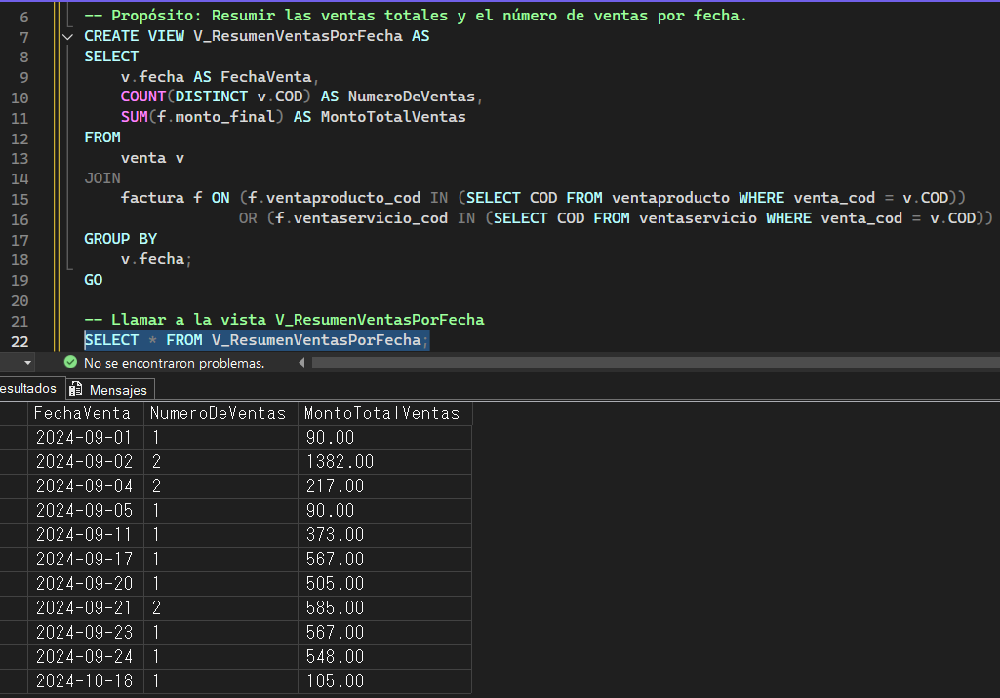 6 -- Propósito: Resumir las ventas totales y el número de ventas por fecha.
7 CREATE VIEW V_ResumenVentasPorFecha AS
8 SELECT
9 v.fecha AS FechaVenta,
10 COUNT(DISTINCT v.COD) AS NumeroDeVentas,
11 SUM(f.monto_final) AS MontoTotalVentas
12 FROM
13 venta v
14 JOIN
15 factura f ON (f.ventaproducto_cod IN (SELECT COD FROM ventaproducto WHERE venta_cod = v.COD))
16 OR (f.ventaservicio_cod IN (SELECT COD FROM ventaservicio WHERE venta_cod = v.COD))
17 GROUP BY
18 v.fecha;
19 GO
20
21 -- Llamar a la vista V_ResumenVentasPorFecha
22 SELECT * FROM V_ResumenVentasPorFecha;
No se encontraron problemas.
esultados Mensajes
FechaVenta NumeroDeVentas MontoTotalVentas
2024-09-01 1 90.00
2024-09-02 2 1382.00
2024-09-04 2 217.00
2024-09-05 1 90.00
2024-09-11 1 373.00
2024-09-17 1 567.00
2024-09-20 1 505.00
2024-09-21 2 585.00
2024-09-23 1 567.00
2024-09-24 1 548.00
2024-10-18 1 105.00